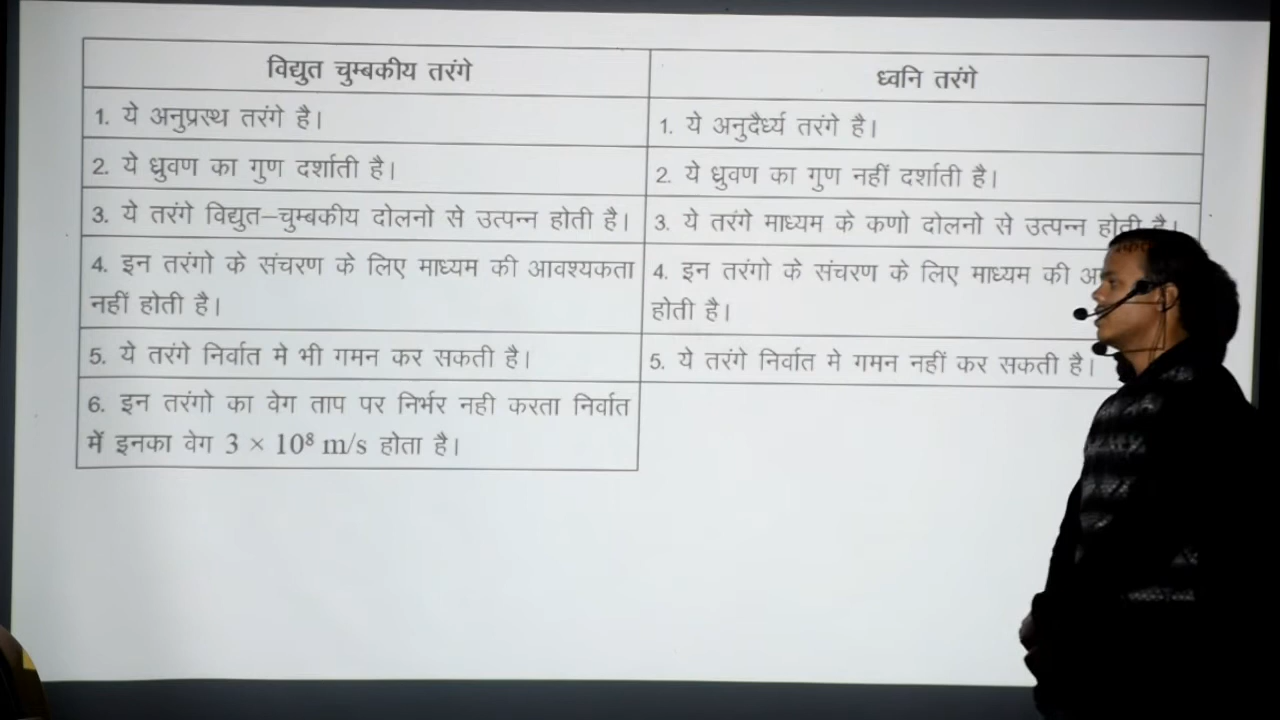 विद्युत चुम्बकीय तरंगे
ध्वनि तरंगे
1. ये अनुप्रस्थ तरंगे है।
1. ये अनुदैर्ध्य तरंगे है।
2. ये ध्रुवण का गुण दर्शाती है।
2. ये ध्रुवण का गुण नहीं दर्शाती है।
3. ये तरंगे विद्युत–चुम्बकीय दोलनो से उत्पन्न होती है।
3. ये तरंगे माध्यम के कणो दोलनो से उत्पन्न होती है।
4. इन तरंगो के संचरण के लिए माध्यम की आवश्यकता
नहीं होती है।
4. इन तरंगो के संचरण के लिए माध्यम की
होती है।
5. ये तरंगे निर्वात मे भी गमन कर सकती है।
5. ये तरंगे निर्वात मे गमन नहीं कर सकती है।
6. इन तरंगो का वेग ताप पर निर्भर नही करता निर्वात
में इनका वेग 3 × 10⁸ m/s होता है।